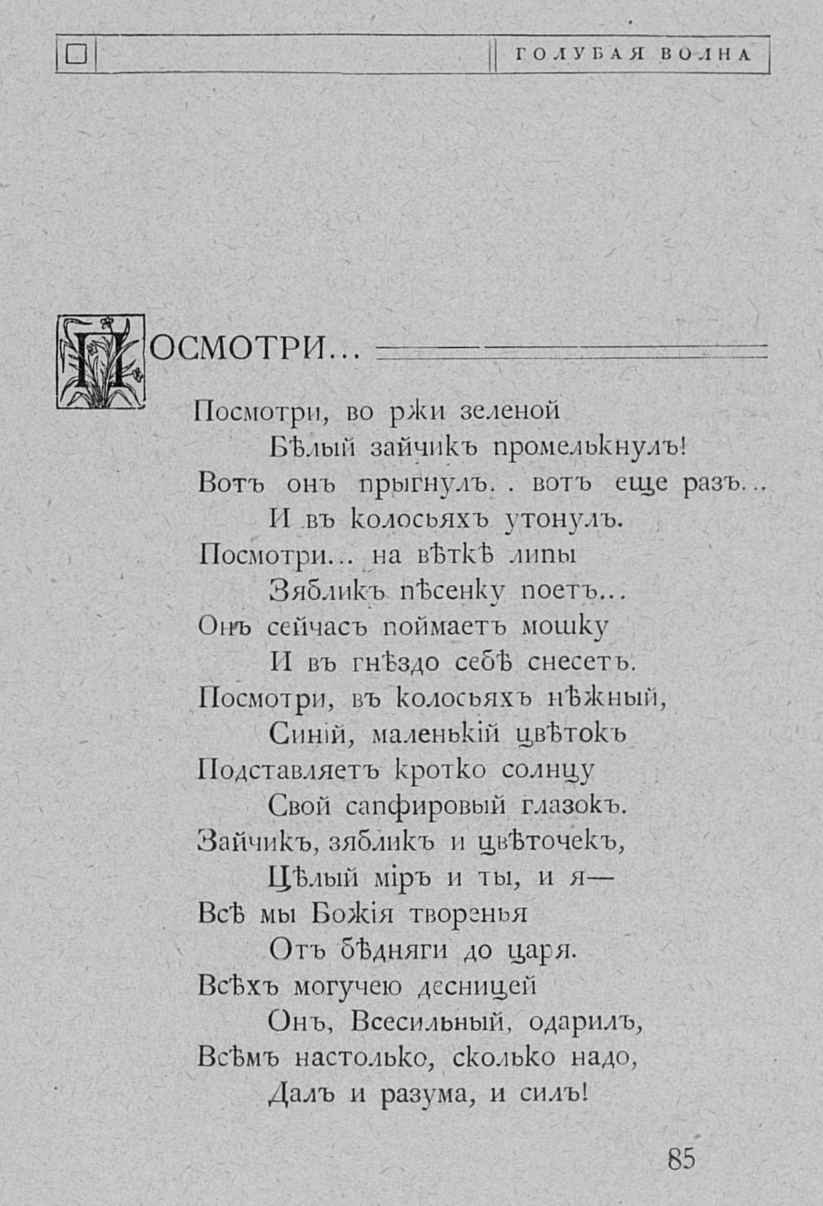 ГОЛУБАЯ ВОЛНА
ПОСМОТРИ...
Посмотри, во ржи зеленой
Бѣлый зайчикъ промелькнулъ!
Вотъ онъ прыгнулъ. . вотъ еще разъ...
И въ колосьяхъ утонулъ.
Посмотри... на вѣткѣ липы
Зябликъ пѣсенку поетъ...
Онъ сейчасъ поймаетъ мошку
И въ гнѣздо себѣ снесетъ.
Посмотри, въ колосьяхъ нѣжный,
Синій, маленькій цвѣтокъ
Подставляетъ кротко солнцу
Свой сапфировый глазокъ.
Зайчикъ, зябликъ и цвѣточекъ,
Цѣлый міръ и ты, и я—
Всѣ мы Божія творенья
Отъ бѣдняги до царя.
Всѣхъ могучею десницей
Онъ, Всесильный, одарилъ,
Всѣмъ настолько, сколько надо,
Далъ и разума, и силъ!
85